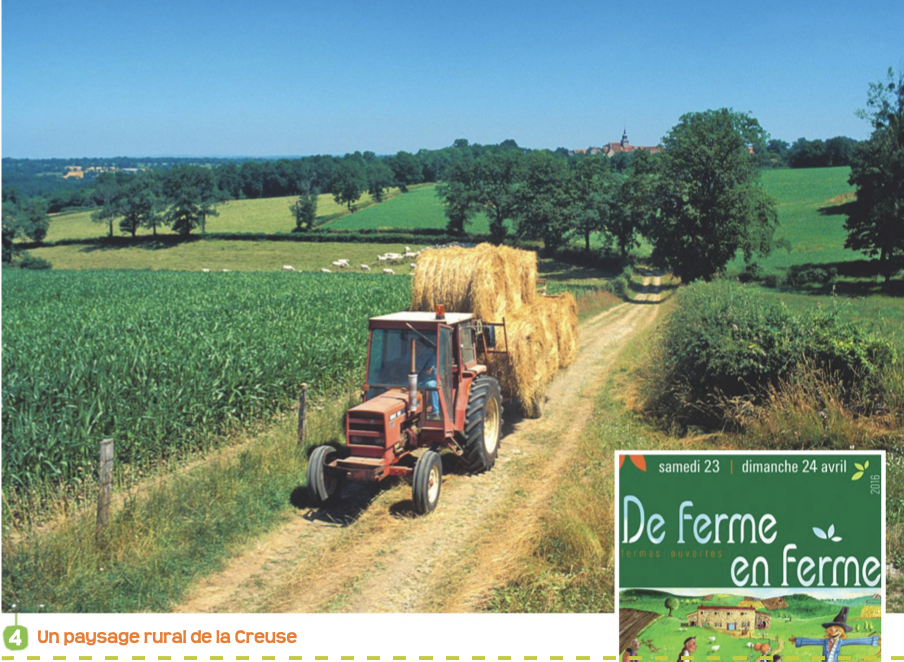 samedi 23 | dimanche 24 avril
2016
De Ferme
fermes ouvertes
en Ferme
4 Un paysage rural de la Creuse